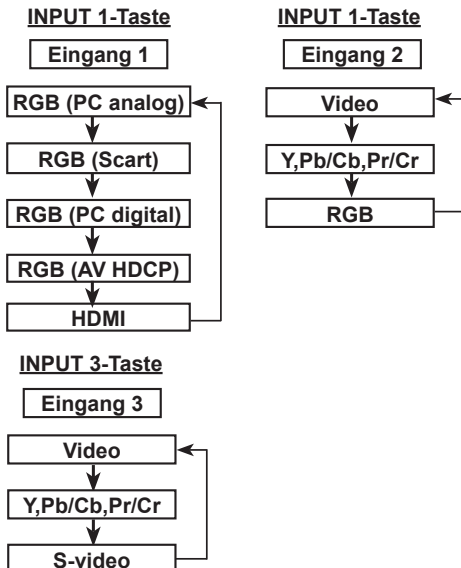 INPUT 1-Taste
Eingang 1
RGB (PC analog)
RGB (Scart)
RGB (PC digital)
RGB (AV HDCP)
HDMI
INPUT 1-Taste
Eingang 2
Video
Y,Pb/Cb,Pr/Cr
RGB
INPUT 3-Taste
Eingang 3
Video
Y,Pb/Cb,Pr/Cr
S-video